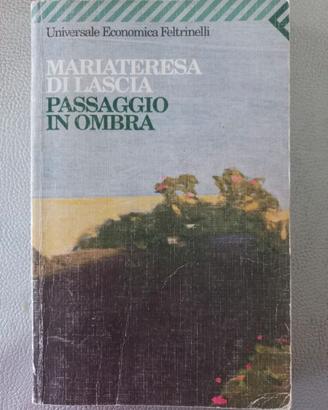 Universale Economica Feltrinelli
MARIATERESA
DI LASCIA
PASSAGGIO
IN OMBRA